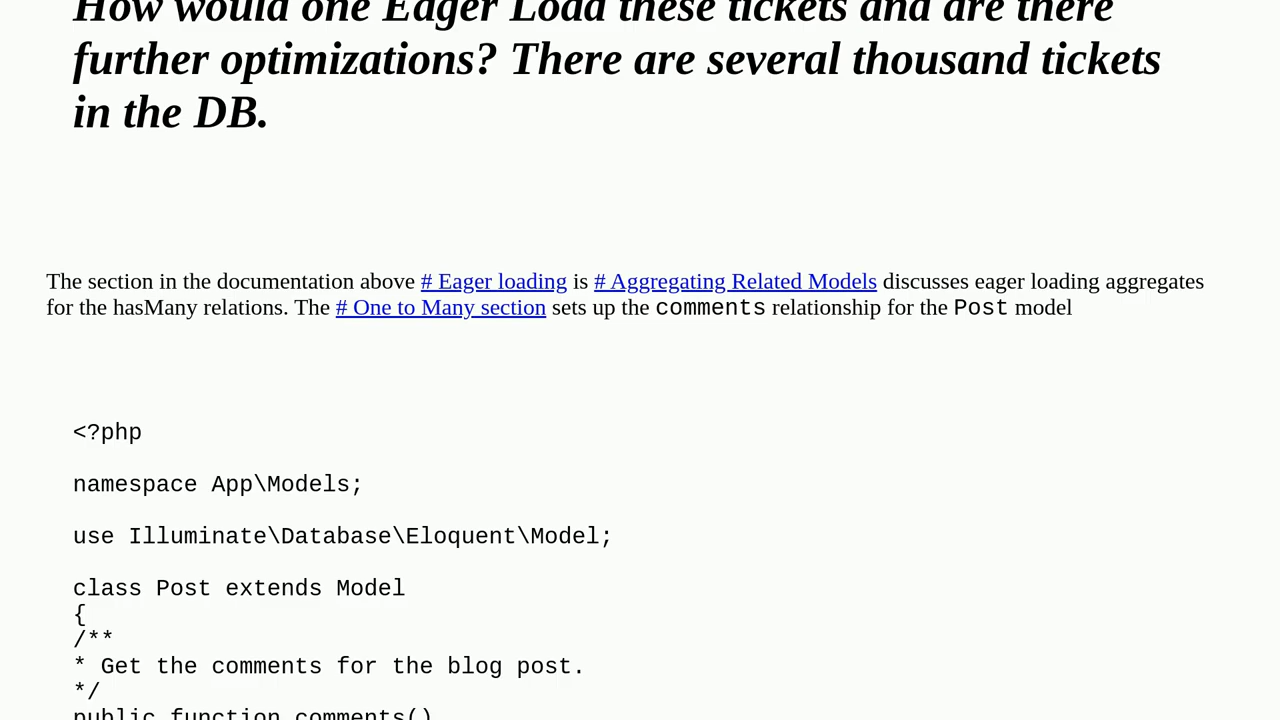 How would one Eager Load these tickets and are there
further optimizations? There are several thousand tickets
in the DB.
The section in the documentation above # Eager loading is # Aggregating Related Models discusses eager loading aggregates
for the hasMany relations. The # One to Many section sets up the comments relationship for the Post model
<?php
namespace App\Models;
use Illuminate\Database\Eloquent\Model;
class Post extends Model
{
/**
* Get the comments for the blog post.
*/
public function comments()